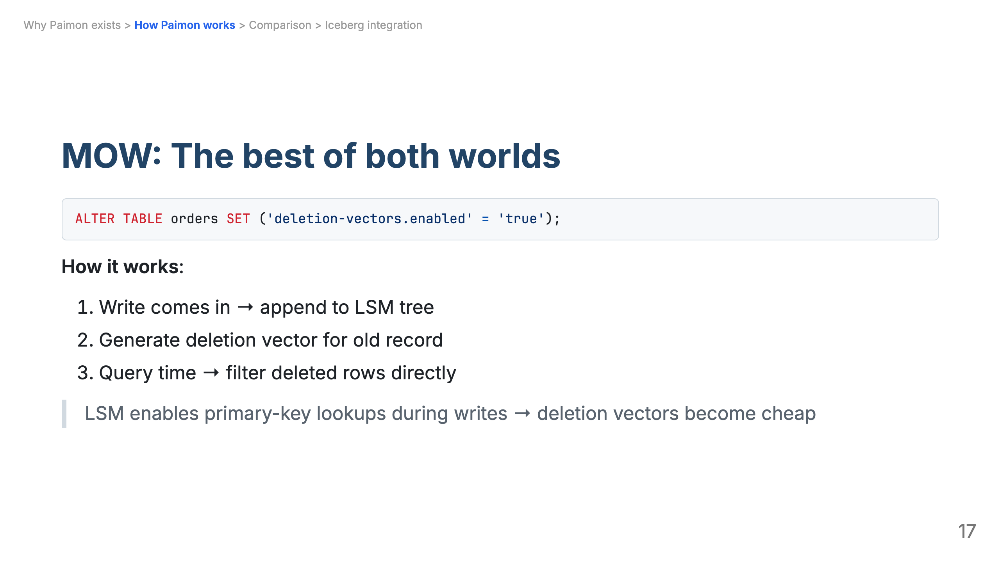 Why Paimon exists > How Paimon works > Comparison > Iceberg integration
MOW: The best of both worlds
ALTER TABLE orders SET ('deletion-vectors.enabled' = 'true');
How it works:
1. Write comes in → append to LSM tree
2. Generate deletion vector for old record
3. Query time → filter deleted rows directly
LSM enables primary-key lookups during writes → deletion vectors become cheap
17